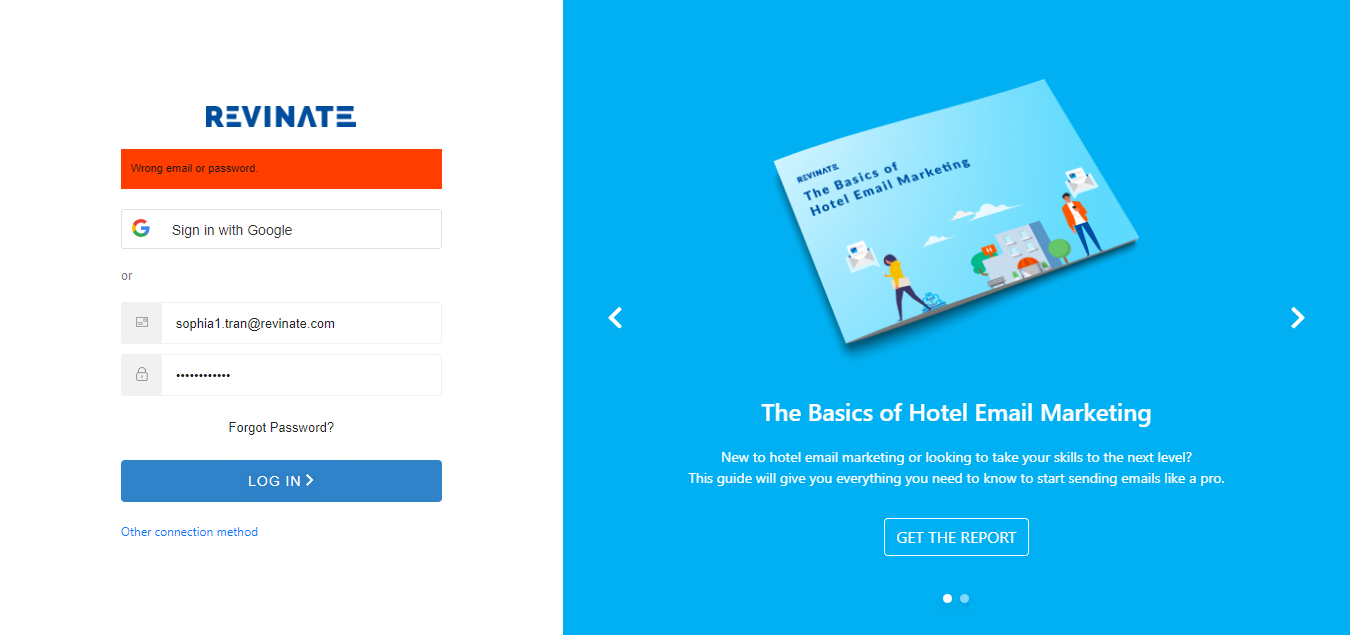 REVINATE
Wrong email or password.
Sign in with Google
or
sophia1.tran@revinate.com
••••••••••••
Forgot Password?
LOG IN
Other connection method
REVINATE
The Basics of
Hotel Email Marketing
H
The Basics of Hotel Email Marketing
New to hotel email marketing or looking to take your skills to the next level?
This guide will give you everything you need to know to start sending emails like a pro.
GET THE REPORT